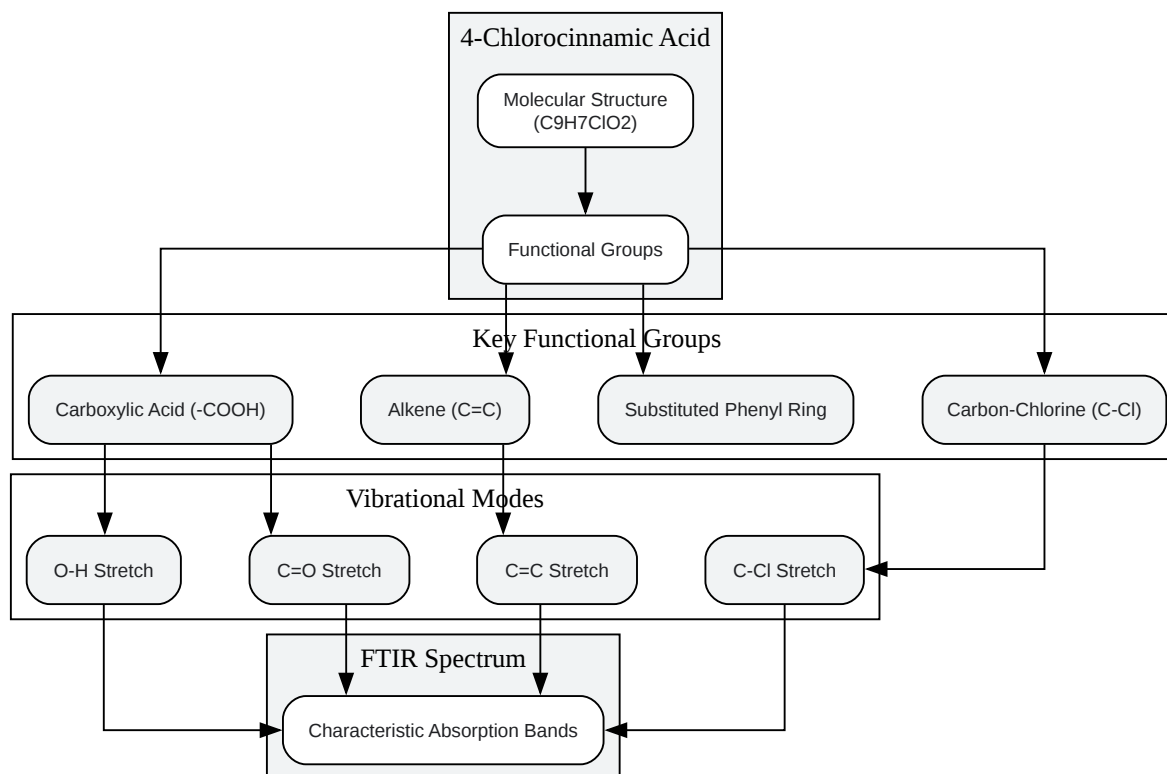 4-Chlorocinnamic Acid
Molecular Structure
(C9H7ClO2)
Functional Groups
Key Functional Groups
Carboxylic Acid (-COOH)
Alkene (C=C)
Substituted Phenyl Ring
Carbon-Chlorine (C-Cl)
Vibrational Modes
O-H Stretch
C=O Stretch
C=C Stretch
C-Cl Stretch
FTIR Spectrum
Characteristic Absorption Bands